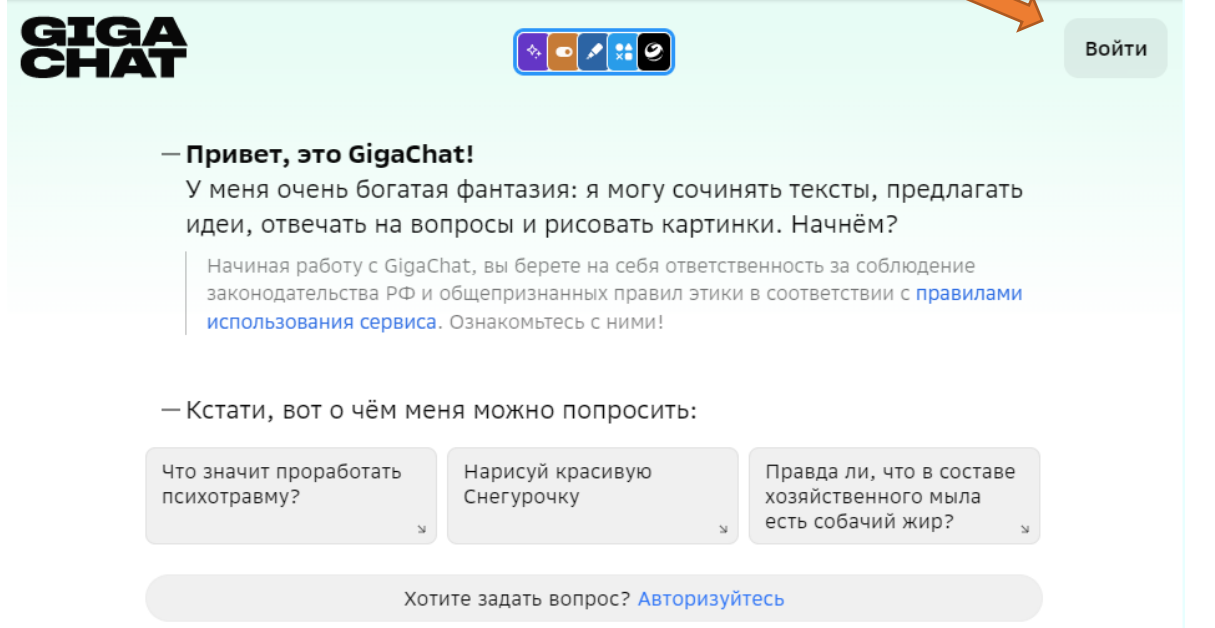 GIGA
CHAT
Войти
— Привет, это GigaChat!
У меня очень богатая фантазия: я могу сочинять тексты, предлагать
идеи, отвечать на вопросы и рисовать картинки. Начнём?
Начиная работу с GigaChat, вы берете на себя ответственность за соблюдение
законодательства РФ и общепризнанных правил этики в соответствии с правилами
использования сервиса. Ознакомьтесь с ними!
— Кстати, вот о чём меня можно попросить:
Что значит проработать
психотравму?
Нарисуй красивую
Снегурочку
Правда ли, что в составе
хозяйственного мыла
есть собачий жир?
Хотите задать вопрос? Авторизуйтесь